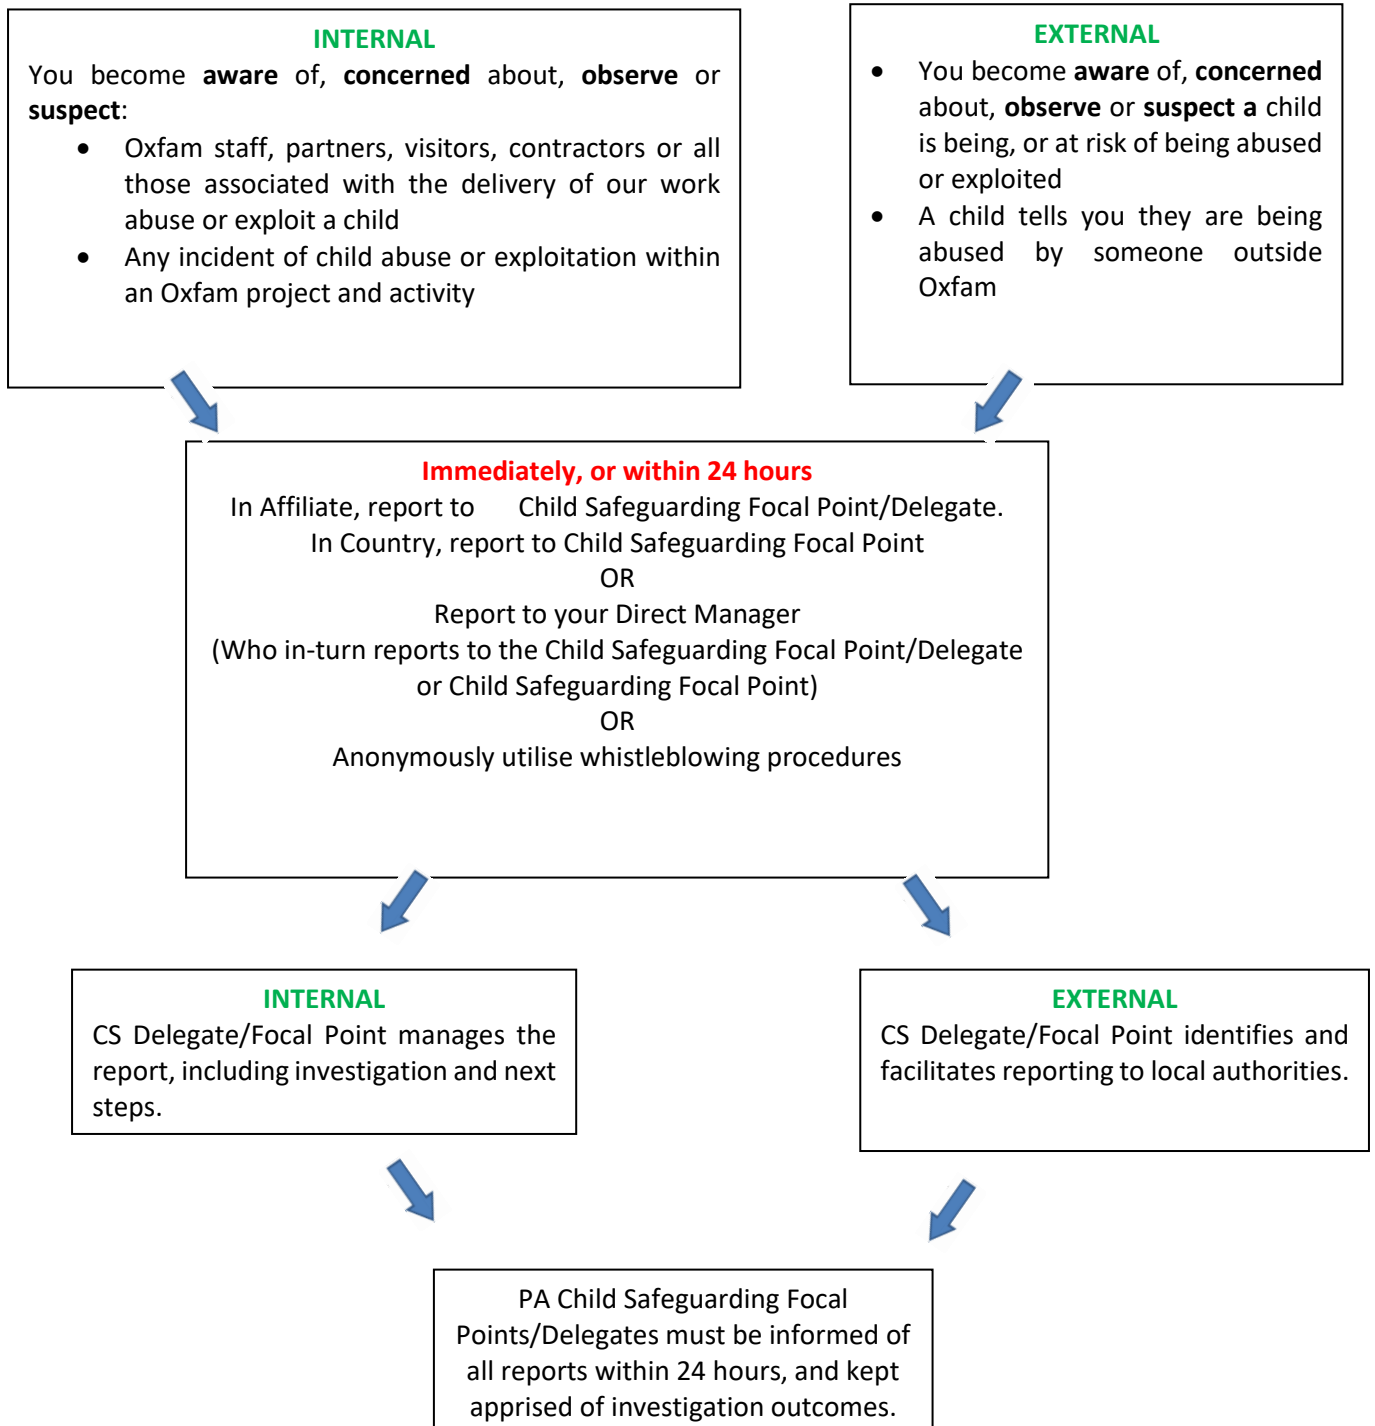 INTERNAL
You become aware of, concerned about, observe or
suspect:
• Oxfam staff, partners, visitors, contractors or all
those associated with the delivery of our work
abuse or exploit a child
• Any incident of child abuse or exploitation within
an Oxfam project and activity
EXTERNAL
• You become aware of, concerned
about, observe or suspect a child
is being, or at risk of being abused
or exploited
• A child tells you they are being
abused by someone outside
Oxfam
Immediately, or within 24 hours
In Affiliate, report to Child Safeguarding Focal Point/Delegate.
In Country, report to Child Safeguarding Focal Point
OR
Report to your Direct Manager
(Who in-turn reports to the Child Safeguarding Focal Point/Delegate
or Child Safeguarding Focal Point)
OR
Anonymously utilise whistleblowing procedures
INTERNAL
CS Delegate/Focal Point manages the
report, including investigation and next
steps.
EXTERNAL
CS Delegate/Focal Point identifies and
facilitates reporting to local authorities.
PA Child Safeguarding Focal
Points/Delegates must be informed of
all reports within 24 hours, and kept
apprised of investigation outcomes.